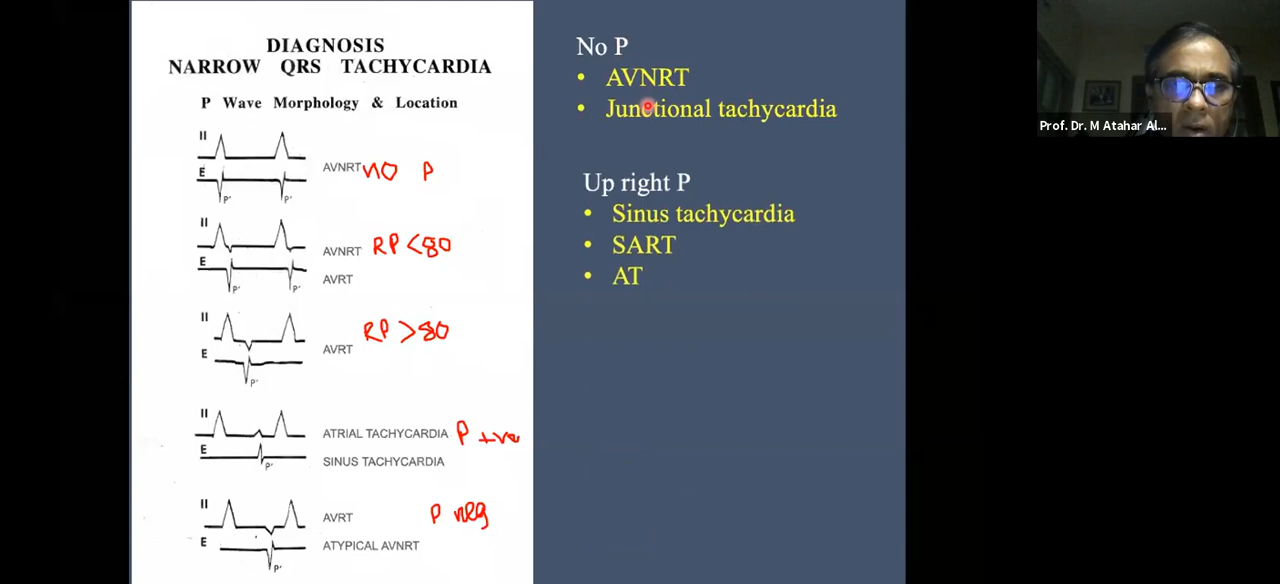 DIAGNOSIS
NARROW QRS TACHYCARDIA
P Wave Morphology & Location
II
E
P'
P'
AVNRT
no P
II
E
P'
P'
AVNRT
RP <80
AVRT
II
E
P'
AVRT
RP >80
II
E
P'
ATRIAL TACHYCARDIA
P +ve
SINUS TACHYCARDIA
II
E
P'
AVRT
P neg
ATYPICAL AVNRT
No P
• AVNRT
• Junctional tachycardia
Up right P
• Sinus tachycardia
• SART
• AT
Prof. Dr. M Atahar Al...